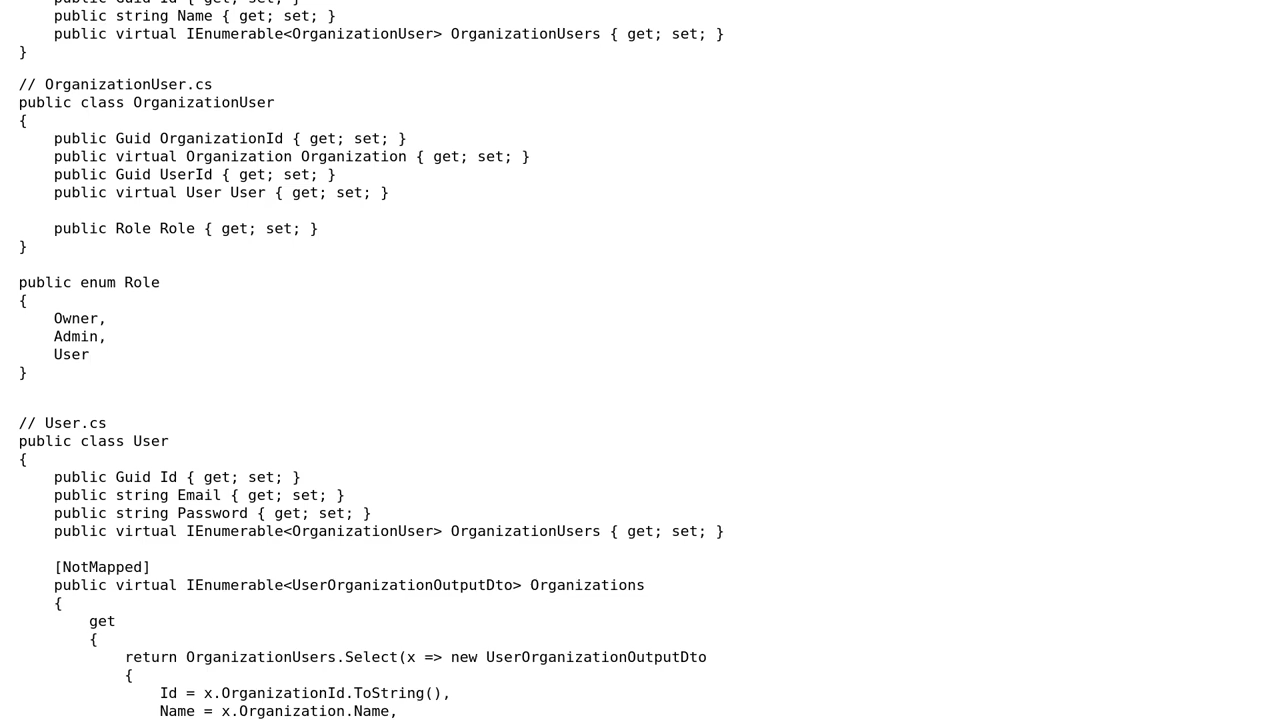 public Guid Id { get; set; }
public string Name { get; set; }
public virtual IEnumerable<OrganizationUser> OrganizationUsers { get; set; }
}
// OrganizationUser.cs
public class OrganizationUser
{
public Guid OrganizationId { get; set; }
public virtual Organization Organization { get; set; }
public Guid UserId { get; set; }
public virtual User User { get; set; }
public Role Role { get; set; }
}
public enum Role
{
Owner,
Admin,
User
}
// User.cs
public class User
{
public Guid Id { get; set; }
public string Email { get; set; }
public string Password { get; set; }
public virtual IEnumerable<OrganizationUser> OrganizationUsers { get; set; }
[NotMapped]
public virtual IEnumerable<UserOrganizationOutputDto> Organizations
{
get
{
return OrganizationUsers.Select(x => new UserOrganizationOutputDto
{
Id = x.OrganizationId.ToString(),
Name = x.Organization.Name,